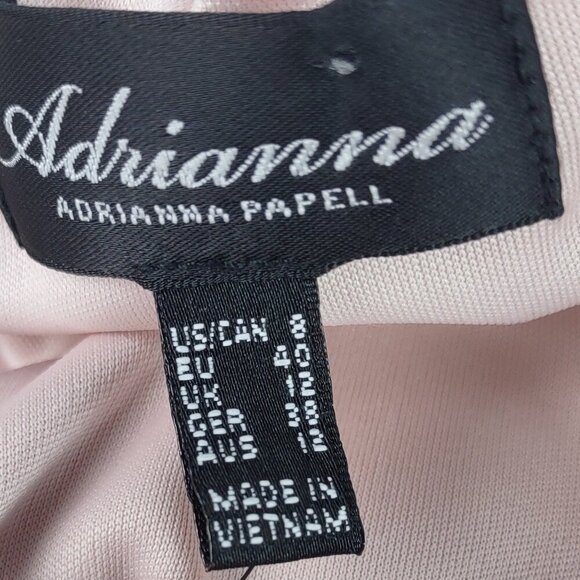 Adrianna
ADRIANNA PAPELL
US/CAN 8
EU 40
UK 12
GER 38
AUS 12
MADE IN
VIETNAM